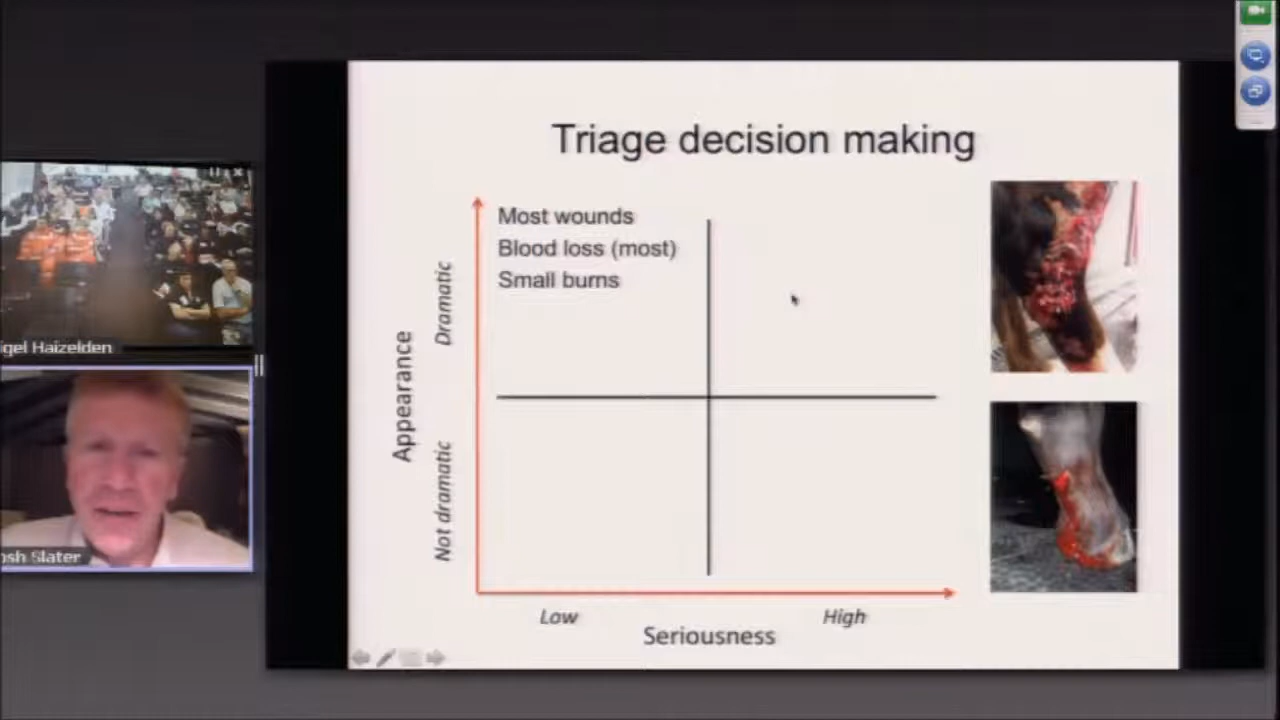 Triage decision making
Most wounds
Blood loss (most)
Small burns
Appearance
Dramatic
Not dramatic
Low
High
Seriousness
igel Haizelden
osh Slater